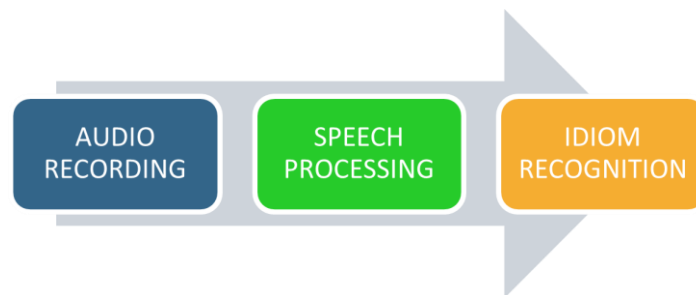 AUDIO
RECORDING
SPEECH
PROCESSING
IDIOM
RECOGNITION